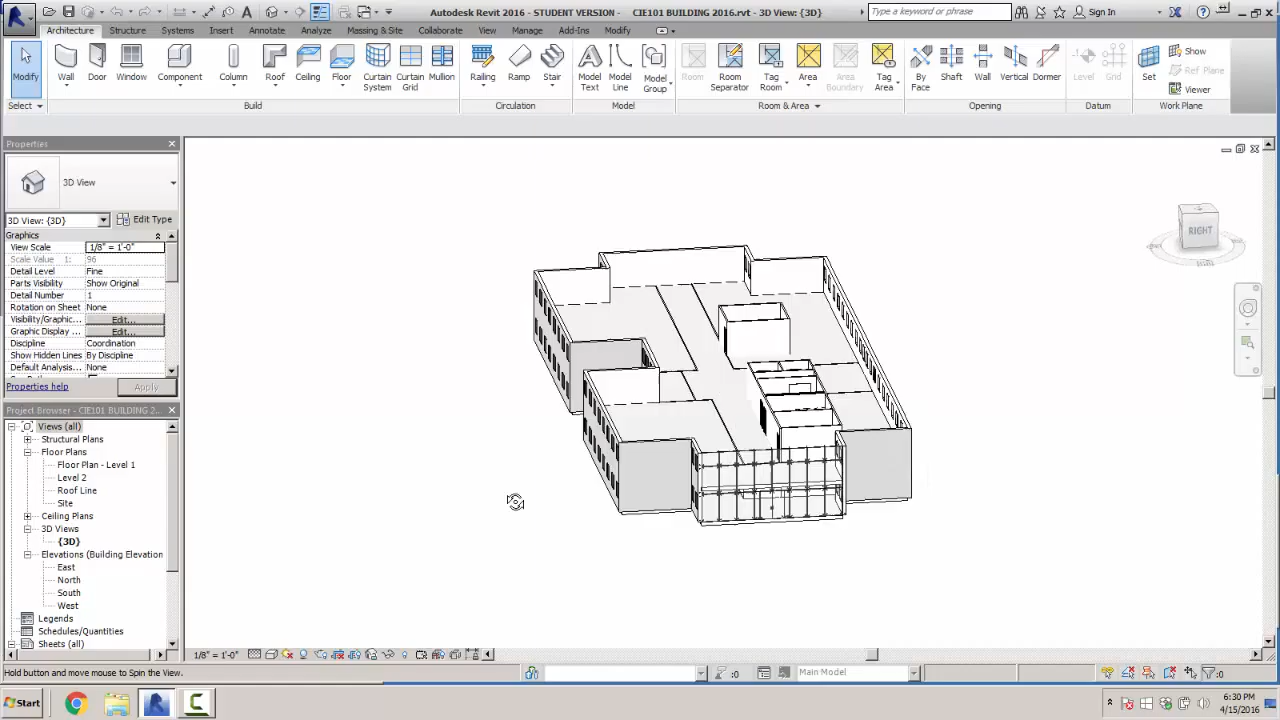 Autodesk Revit 2016 - STUDENT VERSION - CIE101 BUILDING 2016.rvt - 3D View: {3D}
Type a keyword or phrase
Sign In
Architecture Structure Systems Insert Annotate Analyze Massing & Site Collaborate View Manage Add-Ins Modify
Modify Wall Door Window Component Column Roof Ceiling Floor Curtain System Curtain Grid Mullion Railing Ramp Stair Model Text Model Line Model Group Room Room Separator Tag Room Area Area Boundary Tag Area By Face Shaft Wall Vertical Dormer Level Grid Set Show Ref Plane Viewer
Select Build Circulation Model Room & Area Opening Datum Work Plane
Properties
3D View
3D View: {3D} Edit Type
Graphics
View Scale 1/8" = 1'-0"
Scale Value 1: 96
Detail Level Fine
Parts Visibility Show Original
Detail Number 1
Rotation on Sheet None
Visibility/Graphic... Edit...
Graphic Display ... Edit...
Discipline Coordination
Show Hidden Lines By Discipline
Default Analysis... None
Properties help Apply
Project Browser - CIE101 BUILDING 2...
Views (all)
Structural Plans
Floor Plans
Floor Plan - Level 1
Level 2
Roof Line
Site
Ceiling Plans
3D Views
{3D}
Elevations (Building Elevation
East
North
South
West
Legends
Schedules/Quantities
Sheets (all)
RIGHT
1/8" = 1'-0"
Hold button and move mouse to Spin the View.
:0
Main Model
:0
Start
6:30 PM
4/15/2016